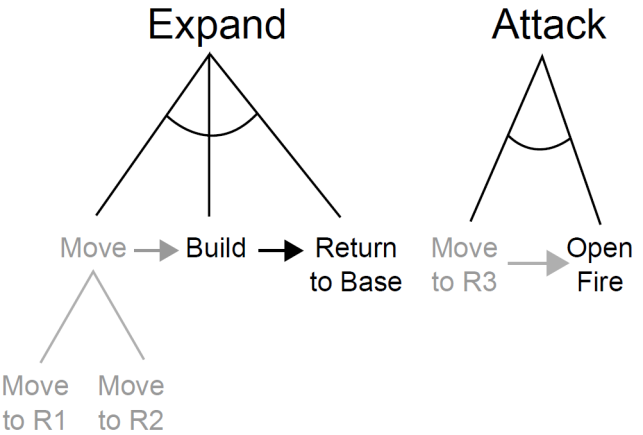 Expand
Attack
Move
Build
Return
to Base
Move
to R3
Open
Fire
Move
to R1
Move
to R2